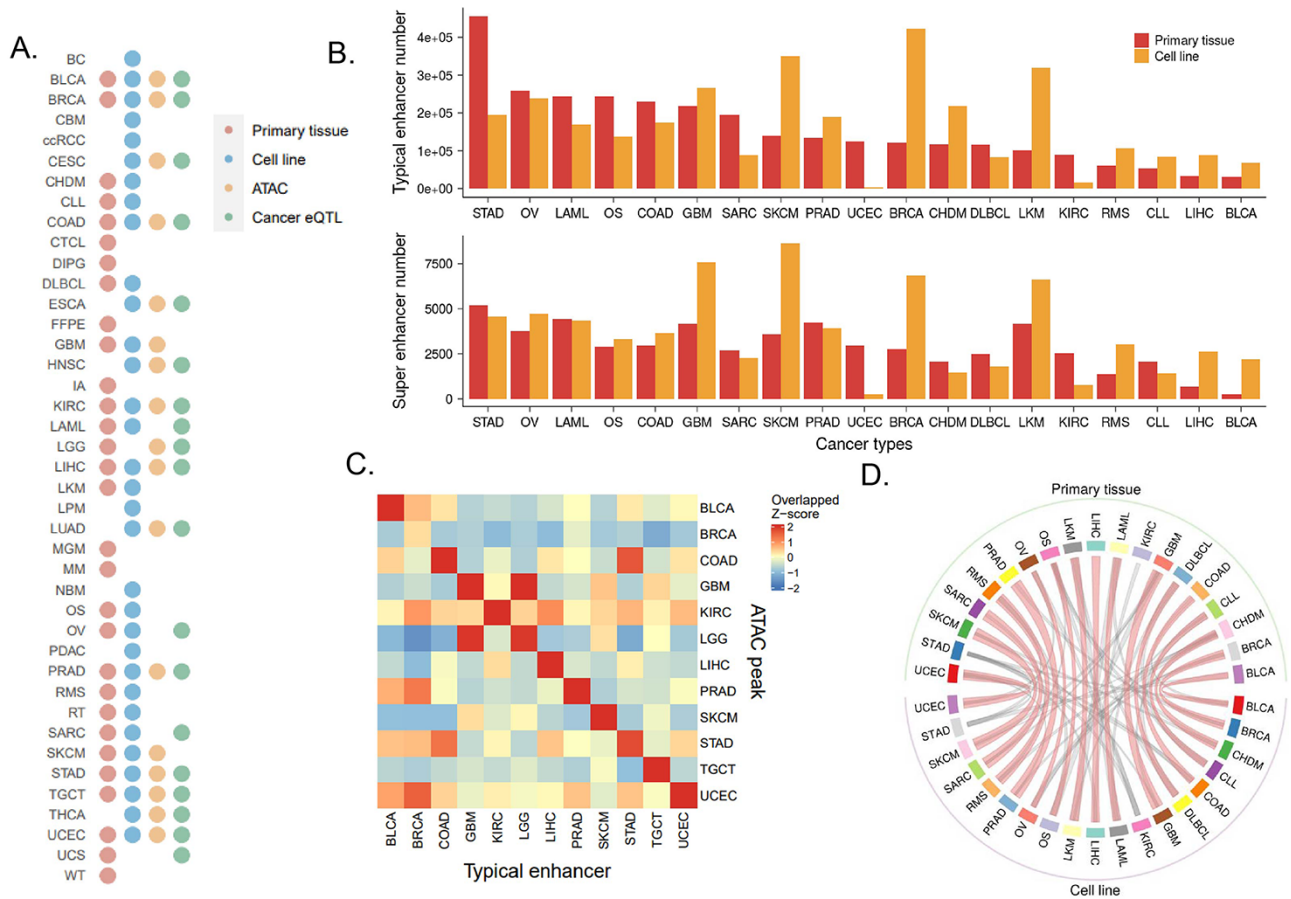 A.
BC
BLCA
BRCA
CBM
ccRCC
CESC
CHDM
CLL
COAD
CTCL
DIPG
DLBCL
ESCA
FFPE
GBM
HNSC
IA
KIRC
LAML
LGG
LIHC
LKM
LPM
LUAD
MGM
MM
NBM
OS
OV
PDAC
PRAD
RMS
RT
SARC
SKCM
STAD
TGCT
THCA
UCEC
UCS
WT
Primary tissue
Cell line
ATAC
Cancer eQTL
B.
Typical enhancer number
4e+05
3e+05
2e+05
1e+05
0e+00
Primary tissue
Cell line
STAD OV LAML OS COAD GBM SARC SKCM PRAD UCEC BRCA CHDM DLBCL LKM KIRC RMS CLL LIHC BLCA
Super enhancer number
7500
5000
2500
0
STAD OV LAML OS COAD GBM SARC SKCM PRAD UCEC BRCA CHDM DLBCL LKM KIRC RMS CLL LIHC BLCA
Cancer types
C.
BLCA
BRCA
COAD
GBM
KIRC
LGG
LIHC
PRAD
SKCM
STAD
TGCT
UCEC
ATAC peak
BLCA BRCA COAD GBM KIRC LGG LIHC PRAD SKCM STAD TGCT UCEC
Typical enhancer
Overlapped
Z−score
2
1
0
−1
−2
D.
Primary tissue
UCEC
STAD
SKCM
SARC
RMS
PRAD
OV
OS
LKM
LIHC
LAML
KIRC
GBM
DLBCL
COAD
CLL
CHDM
BRCA
BLCA
BLCA
BRCA
CHDM
CLL
COAD
DLBCL
GBM
KIRC
LAML
LIHC
LKM
OS
OV
PRAD
RMS
SARC
SKCM
STAD
UCEC
Cell line